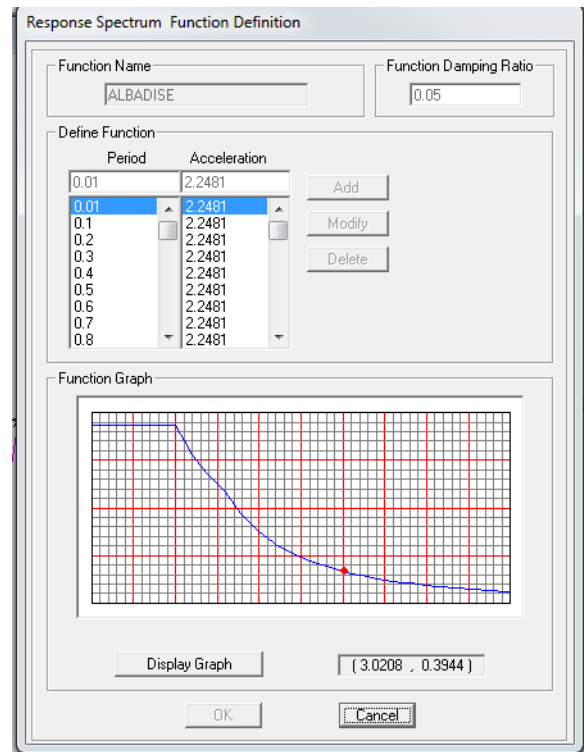 Response Spectrum Function Definition
Function Name
ALBADISE
Function Damping Ratio
0.05
Define Function
Period Acceleration
0.01 2.2481
Add
0.01 2.2481
0.1 2.2481
Modify
0.2 2.2481
0.3 2.2481
Delete
0.4 2.2481
0.5 2.2481
0.6 2.2481
0.7 2.2481
0.8 2.2481
Function Graph
Display Graph
( 3.0208 , 0.3944 )
OK
Cancel